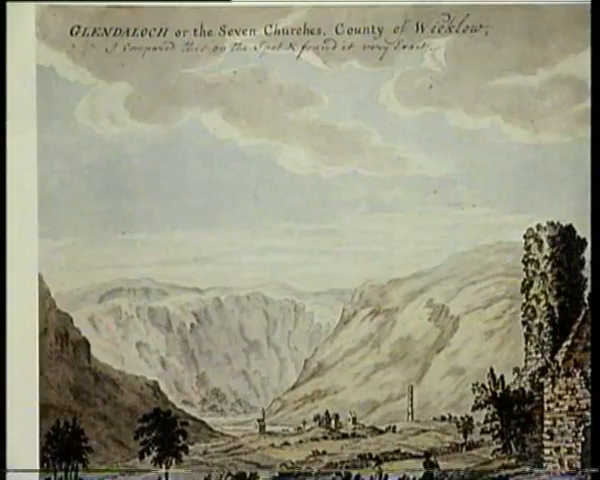 GLENDALOCH or the Seven Churches, County of Wicklow,
I Compared this on the Spot & found it very Exact.